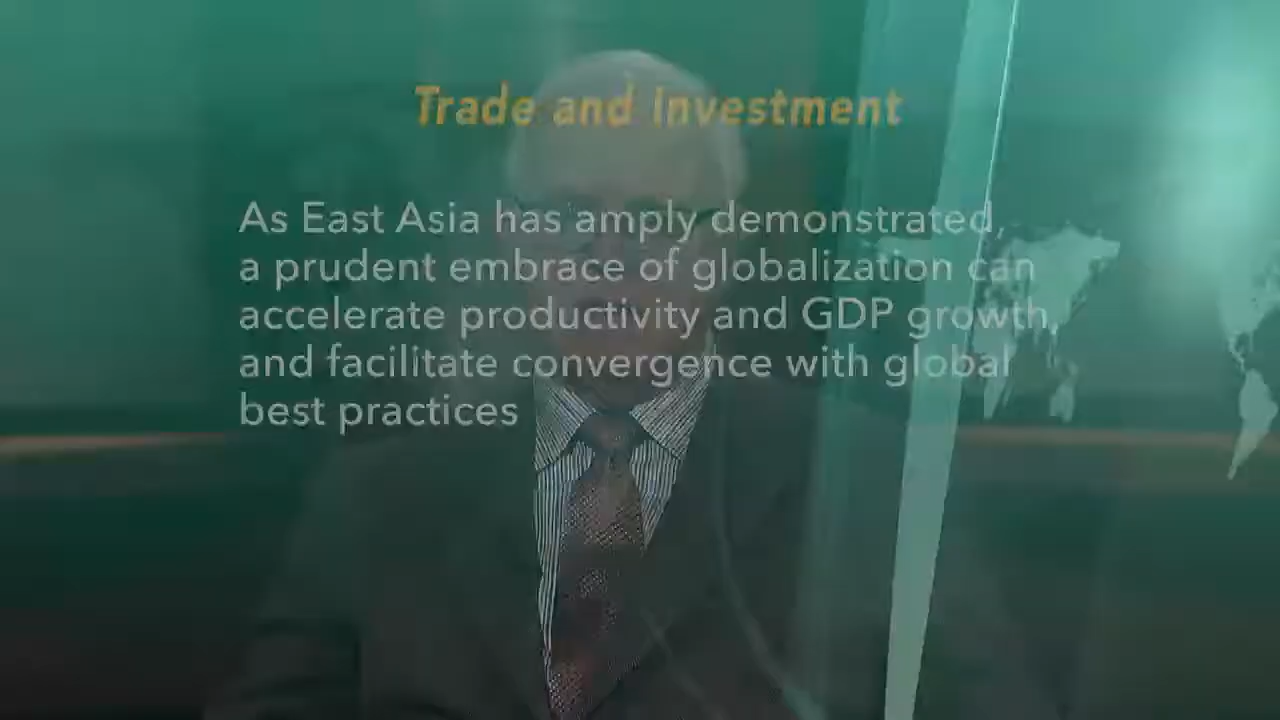 Trade and investment
As East Asia has amply demonstrated,
a prudent embrace of globalization can
accelerate productivity and GDP growth,
and facilitate convergence with global
best practices